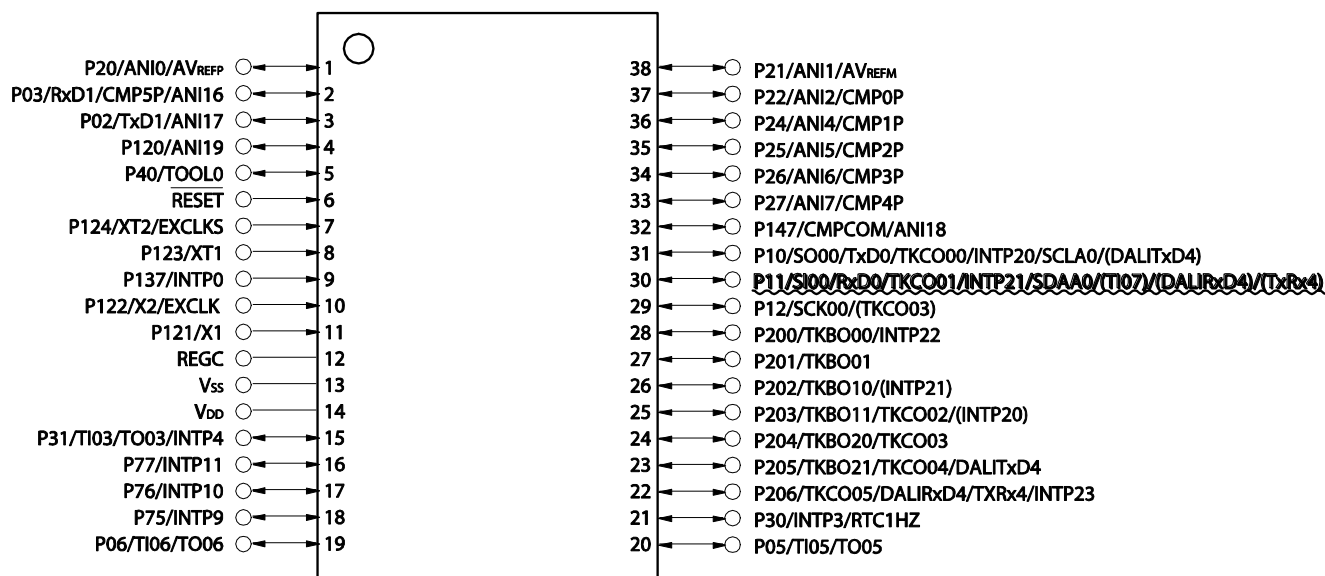 P20/ANI0/AVREFP 1
P03/RxD1/CMP5P/ANI16 2
P02/TxD1/ANI17 3
P120/ANI19 4
P40/TOOL0 5
RESET 6
P124/XT2/EXCLKS 7
P123/XT1 8
P137/INTP0 9
P122/X2/EXCLK 10
P121/X1 11
REGC 12
VSS 13
VDD 14
P31/TI03/TO03/INTP4 15
P77/INTP11 16
P76/INTP10 17
P75/INTP9 18
P06/TI06/TO06 19
38 P21/ANI1/AVREFM
37 P22/ANI2/CMP0P
36 P24/ANI4/CMP1P
35 P25/ANI5/CMP2P
34 P26/ANI6/CMP3P
33 P27/ANI7/CMP4P
32 P147/CMPCOM/ANI18
31 P10/SO00/TxD0/TKCO00/INTP20/SCLA0/(DALITxD4)
30 P11/SI00/RxD0/TKCO01/INTP21/SDAA0/(TI07)/(DALIRxD4)/(TxRx4)
29 P12/SCK00/(TKCO03)
28 P200/TKBO00/INTP22
27 P201/TKBO01
26 P202/TKBO10/(INTP21)
25 P203/TKBO11/TKCO02/(INTP20)
24 P204/TKBO20/TKCO03
23 P205/TKBO21/TKCO04/DALITxD4
22 P206/TKCO05/DALIRxD4/TXRx4/INTP23
21 P30/INTP3/RTC1HZ
20 P05/TI05/TO05